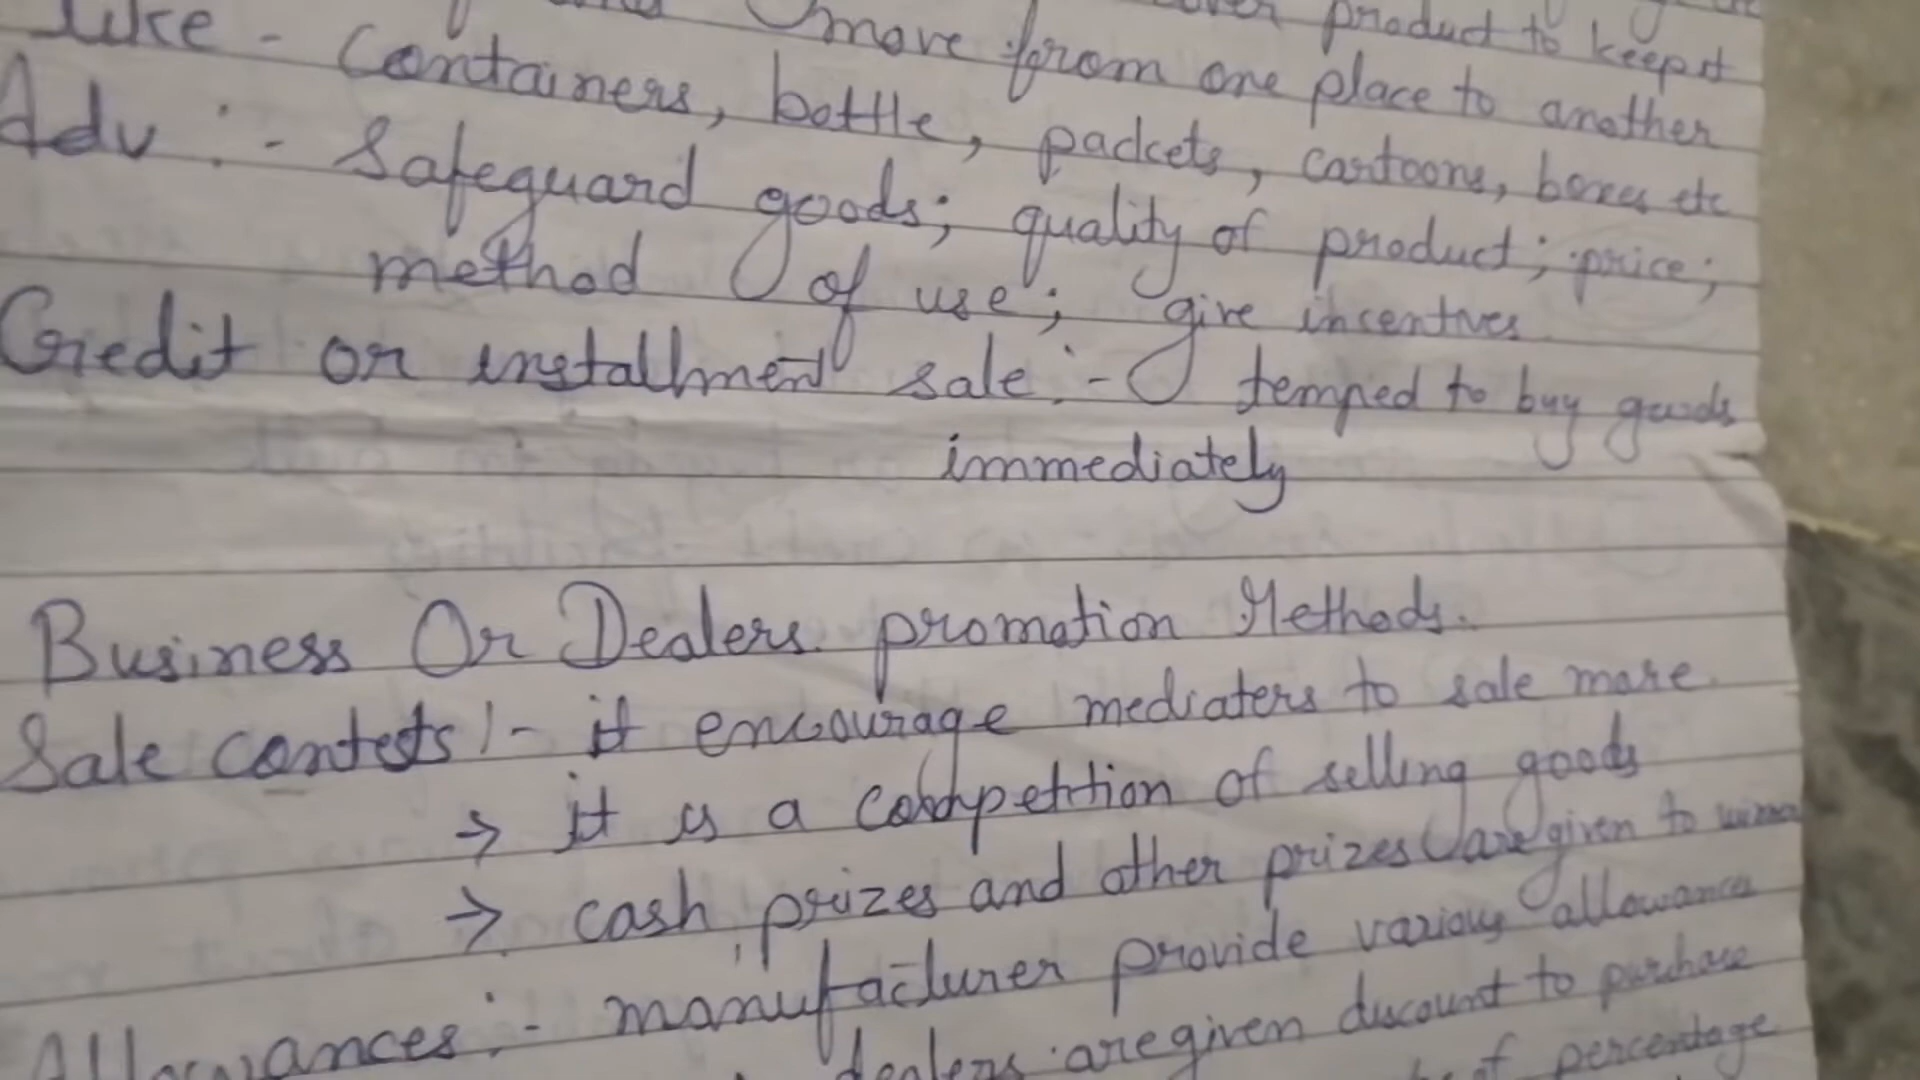 product to keep it
like - Containers, move from one place to another
Adv :- Safeguard bottle, packets, cartoons, boxes etc
goods; quality of product; price;
method of use; give incentives
Credit or installment sale :- temped to buy goods
immediately
Business Or Dealers promotion Methods.
Sale contests :- it encourage mediaters to sale more
→ it is a competition of selling goods
→ cash prizes and other prizes are given to
Allowances :- manufacturer provide various allowance
dealers are given discount to purchase
of percentage